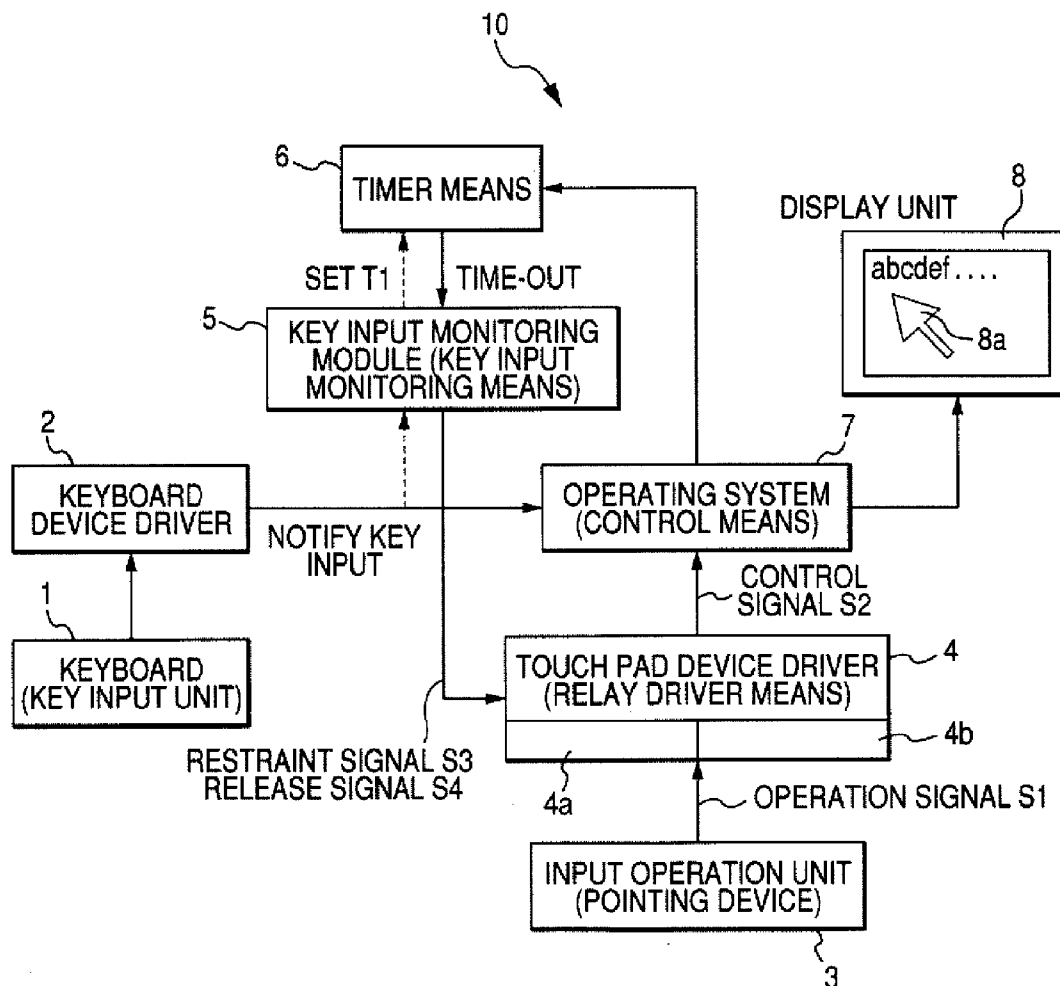 10
6
TIMER MEANS
DISPLAY UNIT
8
abcdef....
8a
SET T1
TIME-OUT
5
KEY INPUT MONITORING
MODULE (KEY INPUT
MONITORING MEANS)
2
KEYBOARD
DEVICE DRIVER
NOTIFY KEY
INPUT
7
OPERATING SYSTEM
(CONTROL MEANS)
1
KEYBOARD
(KEY INPUT UNIT)
CONTROL
SIGNAL S2
TOUCH PAD DEVICE DRIVER
(RELAY DRIVER MEANS)
4
4a
4b
RESTRAINT SIGNAL S3
RELEASE SIGNAL S4
OPERATION SIGNAL S1
INPUT OPERATION UNIT
(POINTING DEVICE)
3